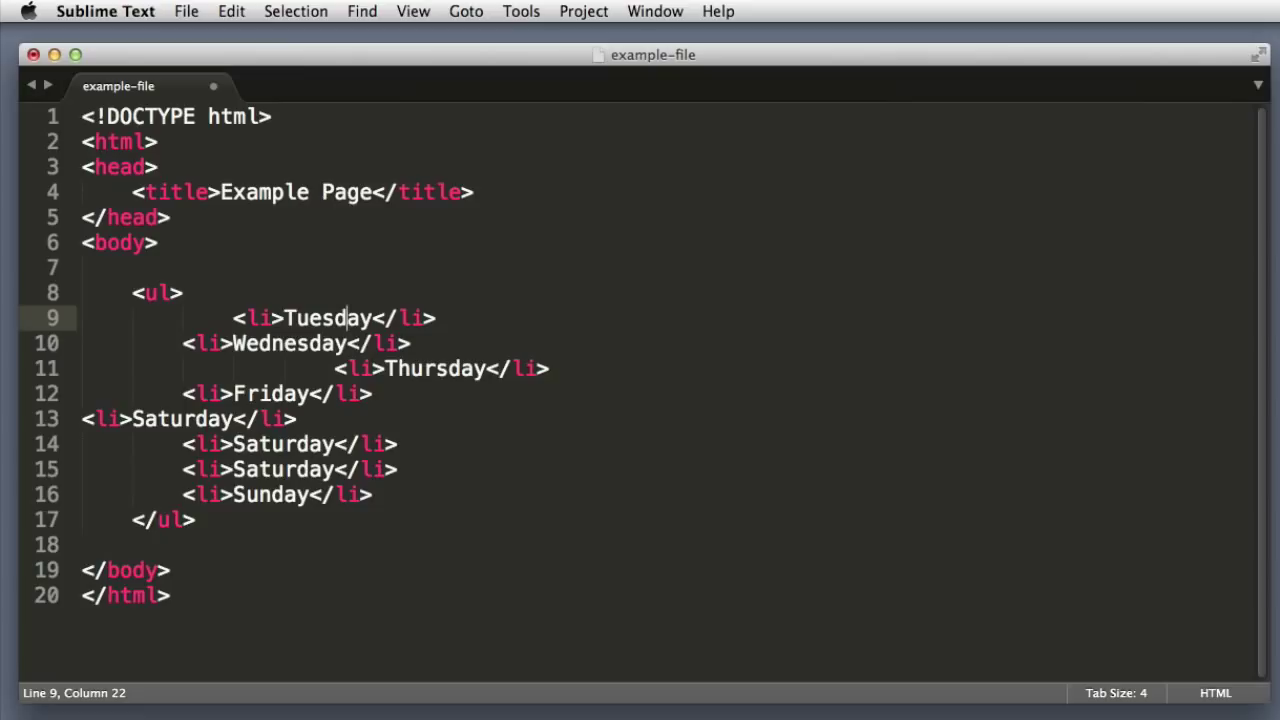 Sublime Text File Edit Selection Find View Goto Tools Project Window Help
example-file
example-file
1 <!DOCTYPE html>
2 <html>
3 <head>
4 <title>Example Page</title>
5 </head>
6 <body>
7
8 <ul>
9 <li>Tuesday</li>
10 <li>Wednesday</li>
11 <li>Thursday</li>
12 <li>Friday</li>
13 <li>Saturday</li>
14 <li>Saturday</li>
15 <li>Saturday</li>
16 <li>Sunday</li>
17 </ul>
18
19 </body>
20 </html>
Line 9, Column 22 Tab Size: 4 HTML